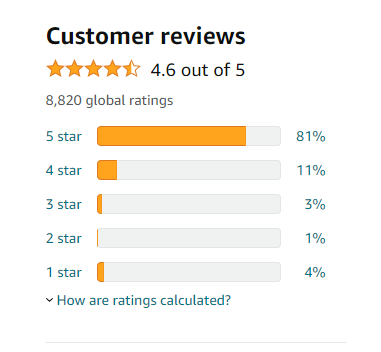 Customer reviews
4.6 out of 5
8,820 global ratings
5 star 81%
4 star 11%
3 star 3%
2 star 1%
1 star 4%
How are ratings calculated?